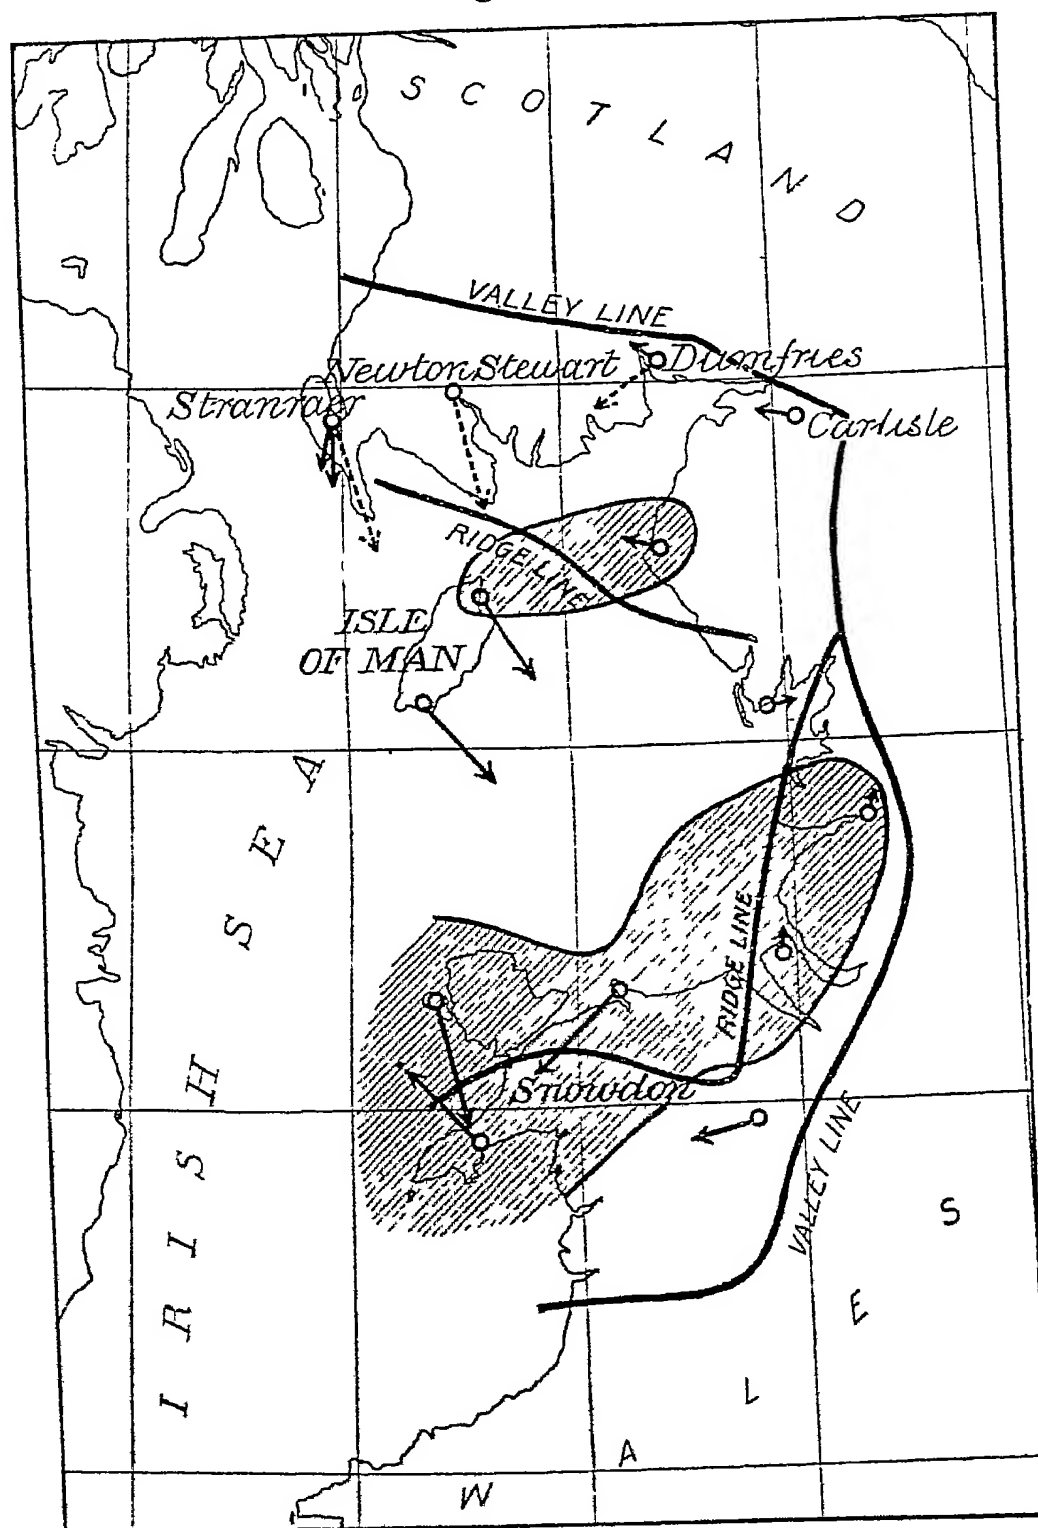 SCOTLAND
VALLEY LINE
Newton Stewart
Dumfries
Stranraer
Carlisle
RIDGE LINE
ISLE
OF MAN
IRISH SEA
RIDGE LINE
Snowdon
VALLEY LINE
WALES